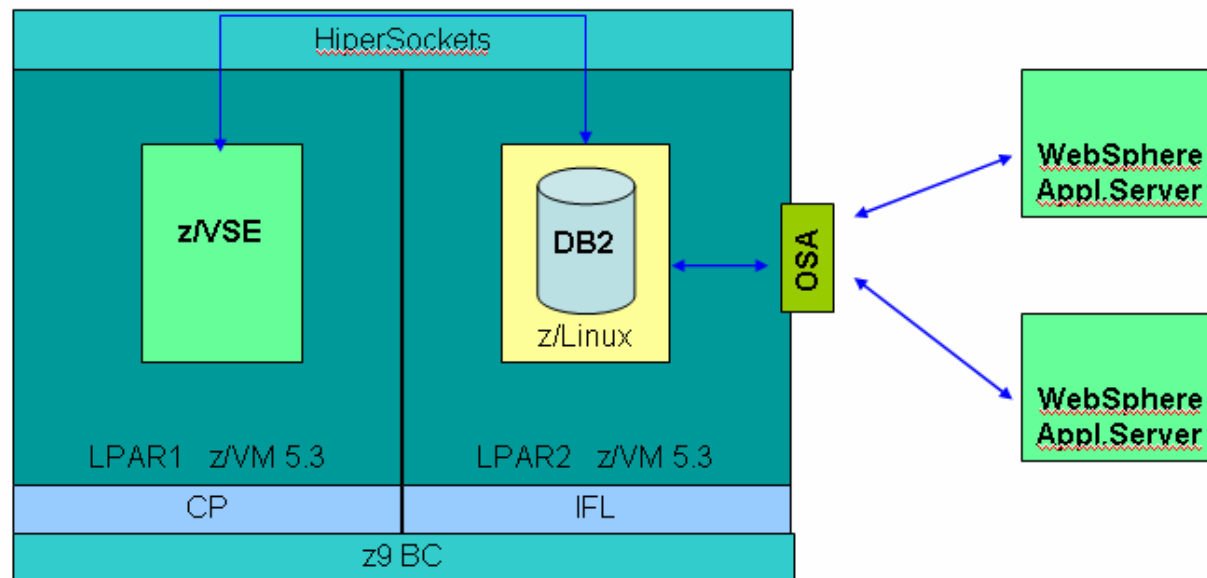 HiperSockets
z/VSE
DB2
z/Linux
OSA
WebSphere
Appl.Server
WebSphere
Appl.Server
LPAR1 z/VM 5.3
LPAR2 z/VM 5.3
CP
IFL
z9 BC